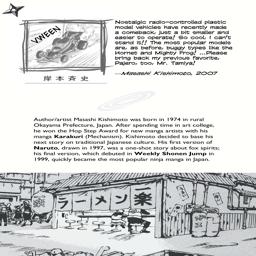 VREEN
Nostalgic radio-controlled plastic
model vehicles have recently made
a comeback, just a bit smaller and
easier to operate! So cool, I can't
stand it!! The most popular models
are, as before, buggy types like the
Hornet and Mighty Frog! ...Please
bring back my previous favorite,
Pajero, too, Mr. Tamiya!
岸本斉史
—Masashi Kishimoto, 2007
Author/artist Masashi Kishimoto was born in 1974 in rural
Okayama Prefecture, Japan. After spending time in art college,
he won the Hop Step Award for new manga artists with his
manga Karakuri (Mechanism). Kishimoto decided to base his
next story on traditional Japanese culture. His first version of
Naruto, drawn in 1997, was a one-shot story about fox spirits;
his final version, which debuted in Weekly Shonen Jump in
1999, quickly became the most popular ninja manga in Japan.
ラーメン
楽